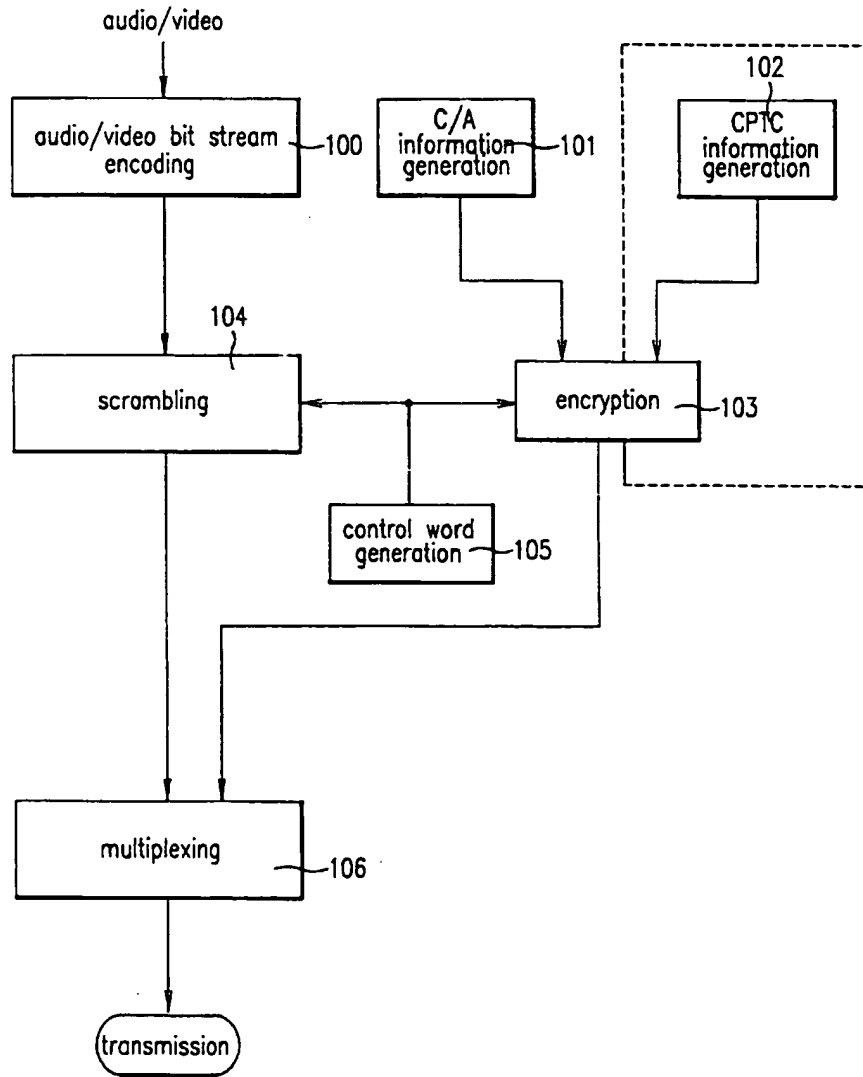 audio/video
audio/video bit stream
encoding
100
C/A
information
generation
101
102
CPTC
information
generation
104
scrambling
encryption
103
control word
generation
105
multiplexing
106
transmission